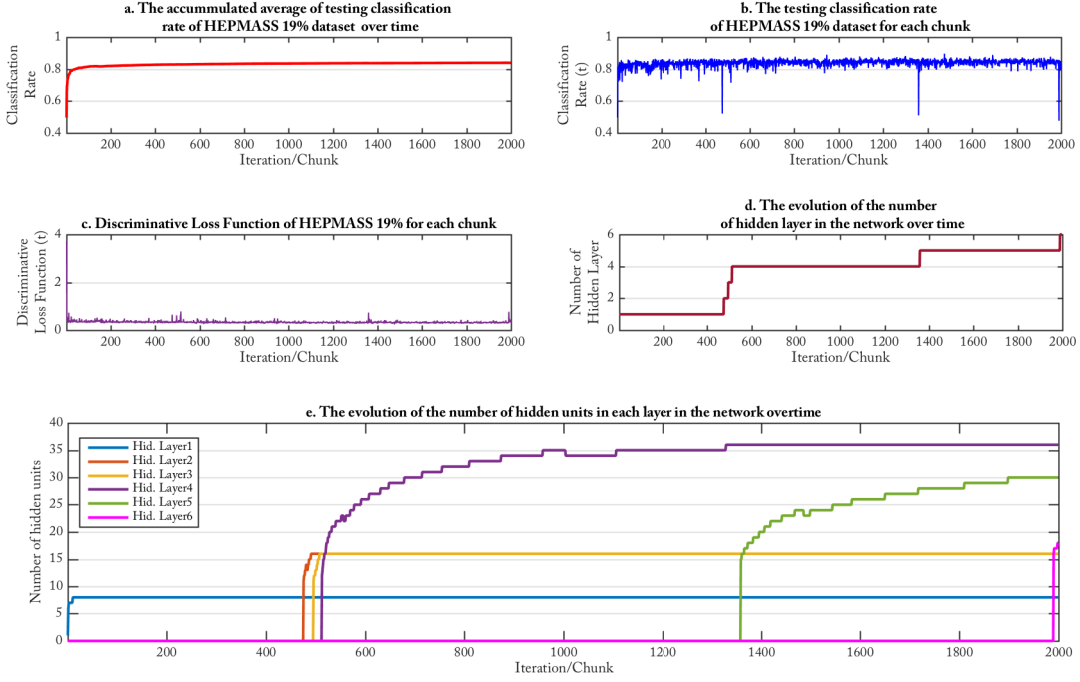 a. The accummulated average of testing classification
rate of HEPMASS 19% dataset over time
1
0.8
0.6
0.4
Classification
Rate
200 400 600 800 1000 1200 1400 1600 1800 2000
Iteration/Chunk
b. The testing classification rate
of HEPMASS 19% dataset for each chunk
1
0.8
0.6
0.4
Classification
Rate (t)
200 400 600 800 1000 1200 1400 1600 1800 2000
Iteration/Chunk
c. Discriminative Loss Function of HEPMASS 19% for each chunk
4
2
0
Discriminative
Loss Function (t)
200 400 600 800 1000 1200 1400 1600 1800 2000
Iteration/Chunk
d. The evolution of the number
of hidden layer in the network over time
6
4
2
0
Number of
Hidden Layer
200 400 600 800 1000 1200 1400 1600 1800 2000
Iteration/Chunk
e. The evolution of the number of hidden units in each layer in the network overtime
40
35
30
25
20
15
10
5
0
Number of hidden units
Hid. Layer1
Hid. Layer2
Hid. Layer3
Hid. Layer4
Hid. Layer5
Hid. Layer6
200 400 600 800 1000 1200 1400 1600 1800 2000
Iteration/Chunk